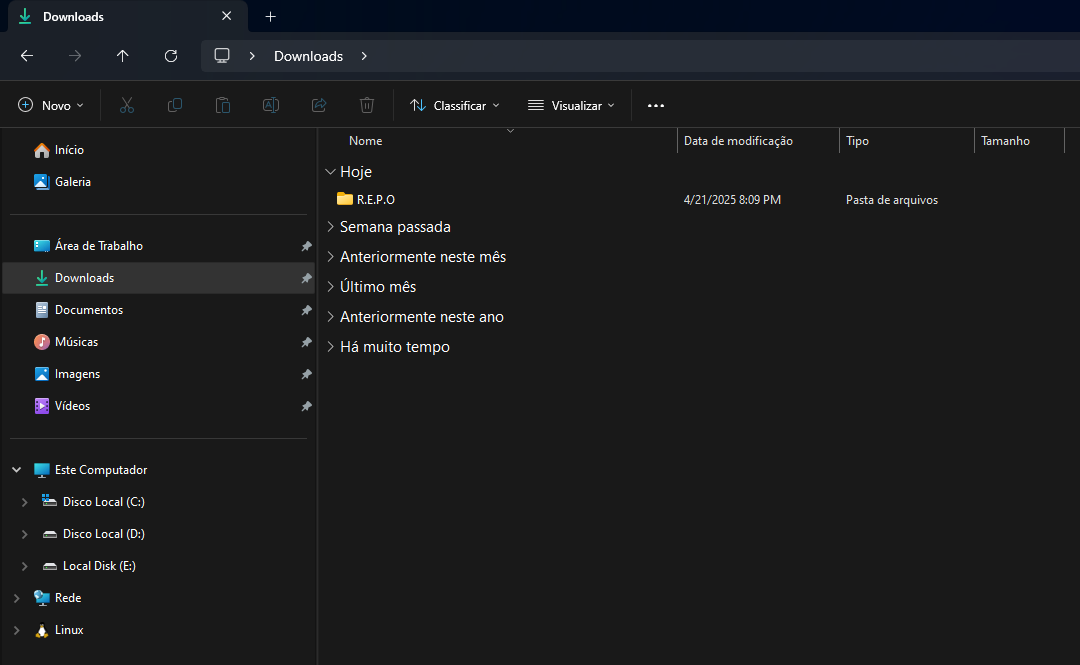 Downloads
Downloads
Novo
Classificar
Visualizar
Início
Galeria
Área de Trabalho
Downloads
Documentos
Músicas
Imagens
Vídeos
Este Computador
Disco Local (C:)
Disco Local (D:)
Local Disk (E:)
Rede
Linux
Nome Data de modificação Tipo Tamanho
Hoje
R.E.P.O 4/21/2025 8:09 PM Pasta de arquivos
Semana passada
Anteriormente neste mês
Último mês
Anteriormente neste ano
Há muito tempo